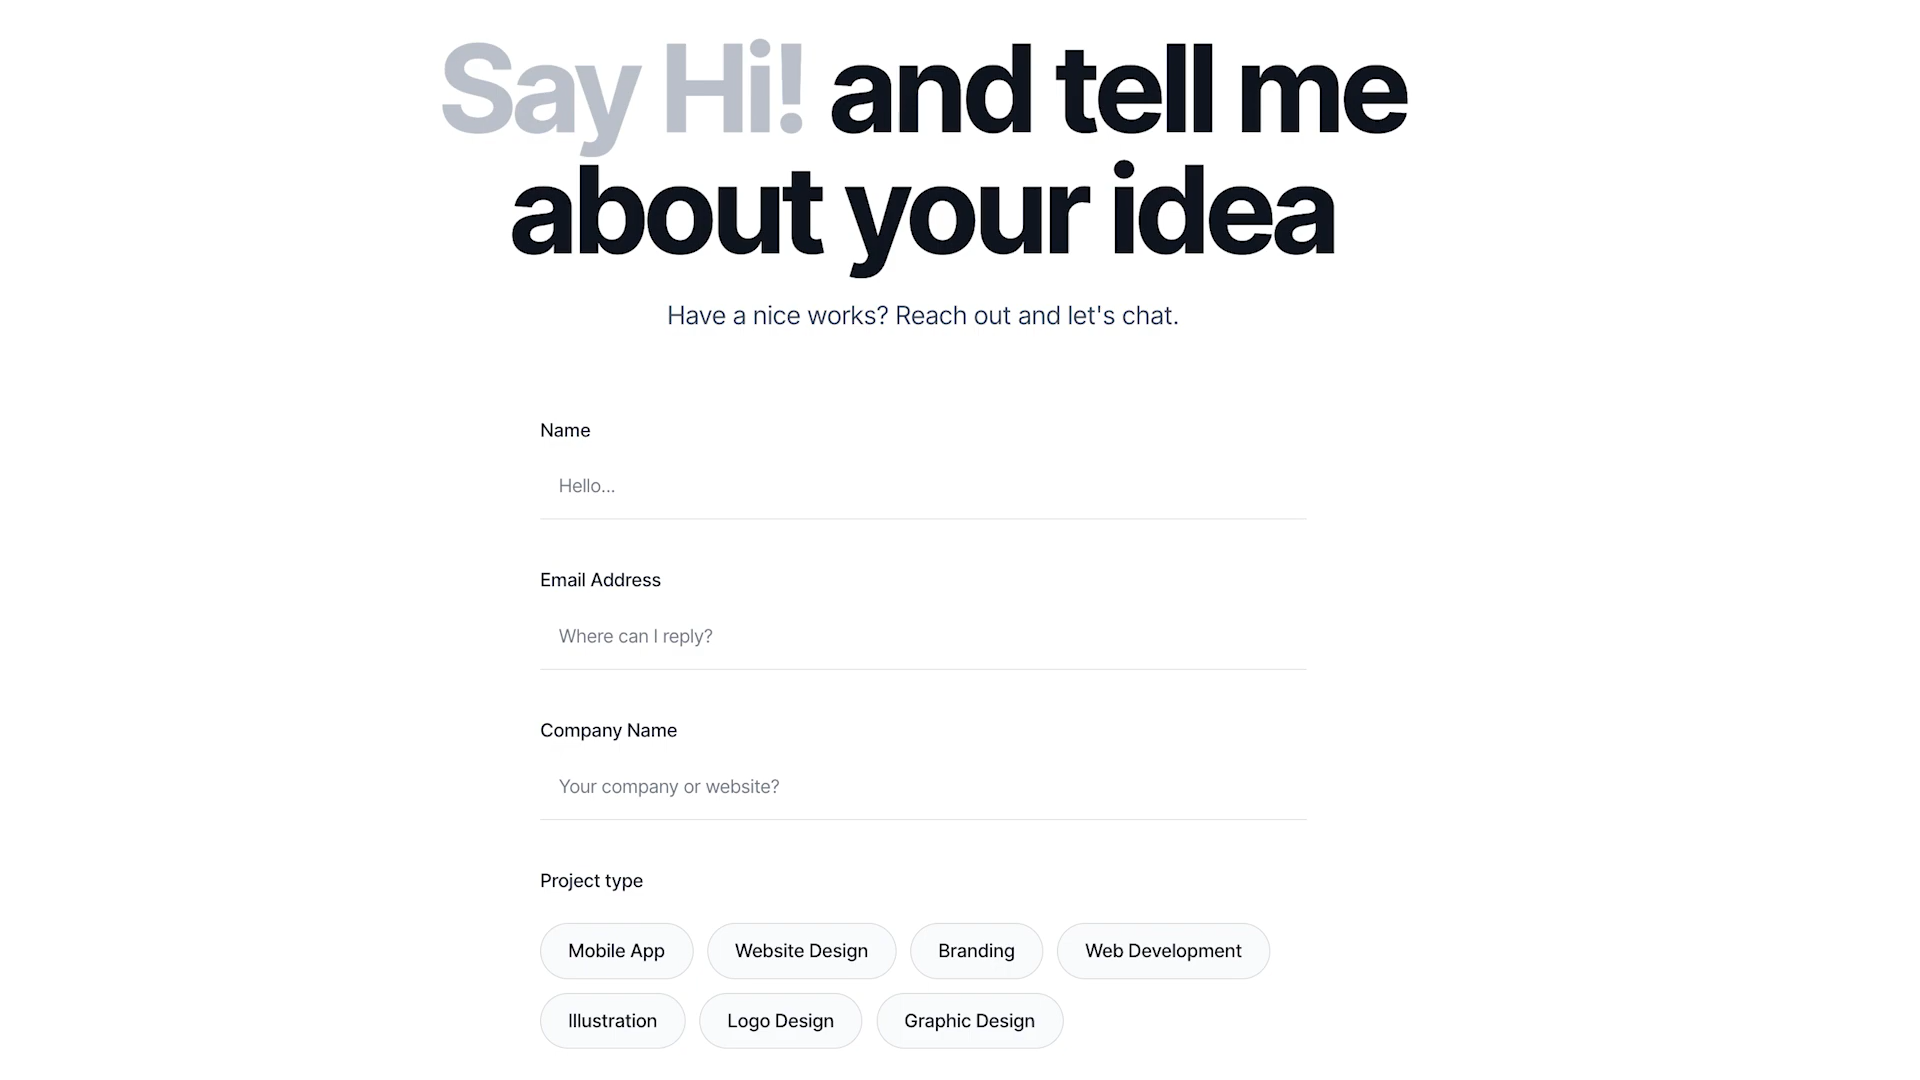 Say Hi! and tell me
about your idea
Have a nice works? Reach out and let's chat.
Name
Hello...
Email Address
Where can I reply?
Company Name
Your company or website?
Project type
Mobile App Website Design Branding Web Development
Illustration Logo Design Graphic Design